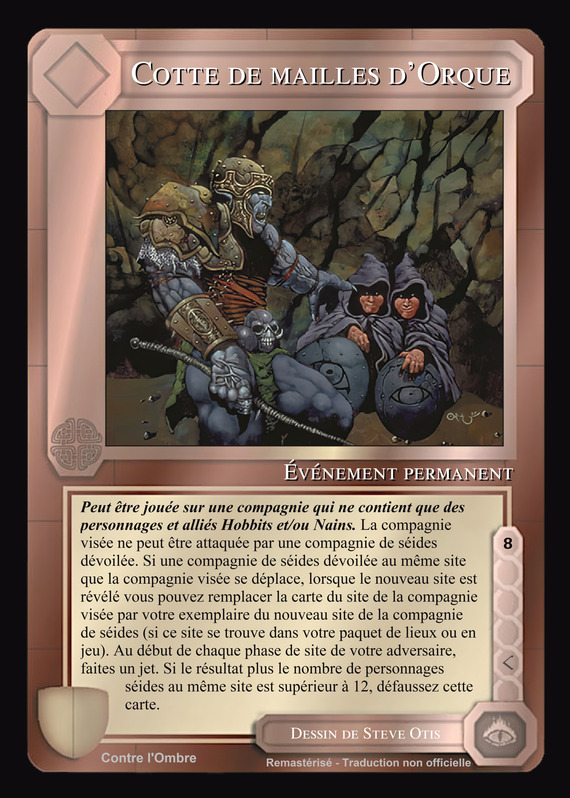 Cotte de mailles d'Orque
Événement permanent
Peut être jouée sur une compagnie qui ne contient que des
personnages et alliés Hobbits et/ou Nains. La compagnie
visée ne peut être attaquée par une compagnie de séides
dévoilée. Si une compagnie de séides dévoilée au même site
que la compagnie visée se déplace, lorsque le nouveau site est
révélé vous pouvez remplacer la carte du site de la compagnie
visée par votre exemplaire du nouveau site de la compagnie
de séides (si ce site se trouve dans votre paquet de lieux ou en
jeu). Au début de chaque phase de site de votre adversaire,
faites un jet. Si le résultat plus le nombre de personnages
séides au même site est supérieur à 12, défaussez cette
carte.
8
Dessin de Steve Otis
Contre l'Ombre
Remastérisé - Traduction non officielle